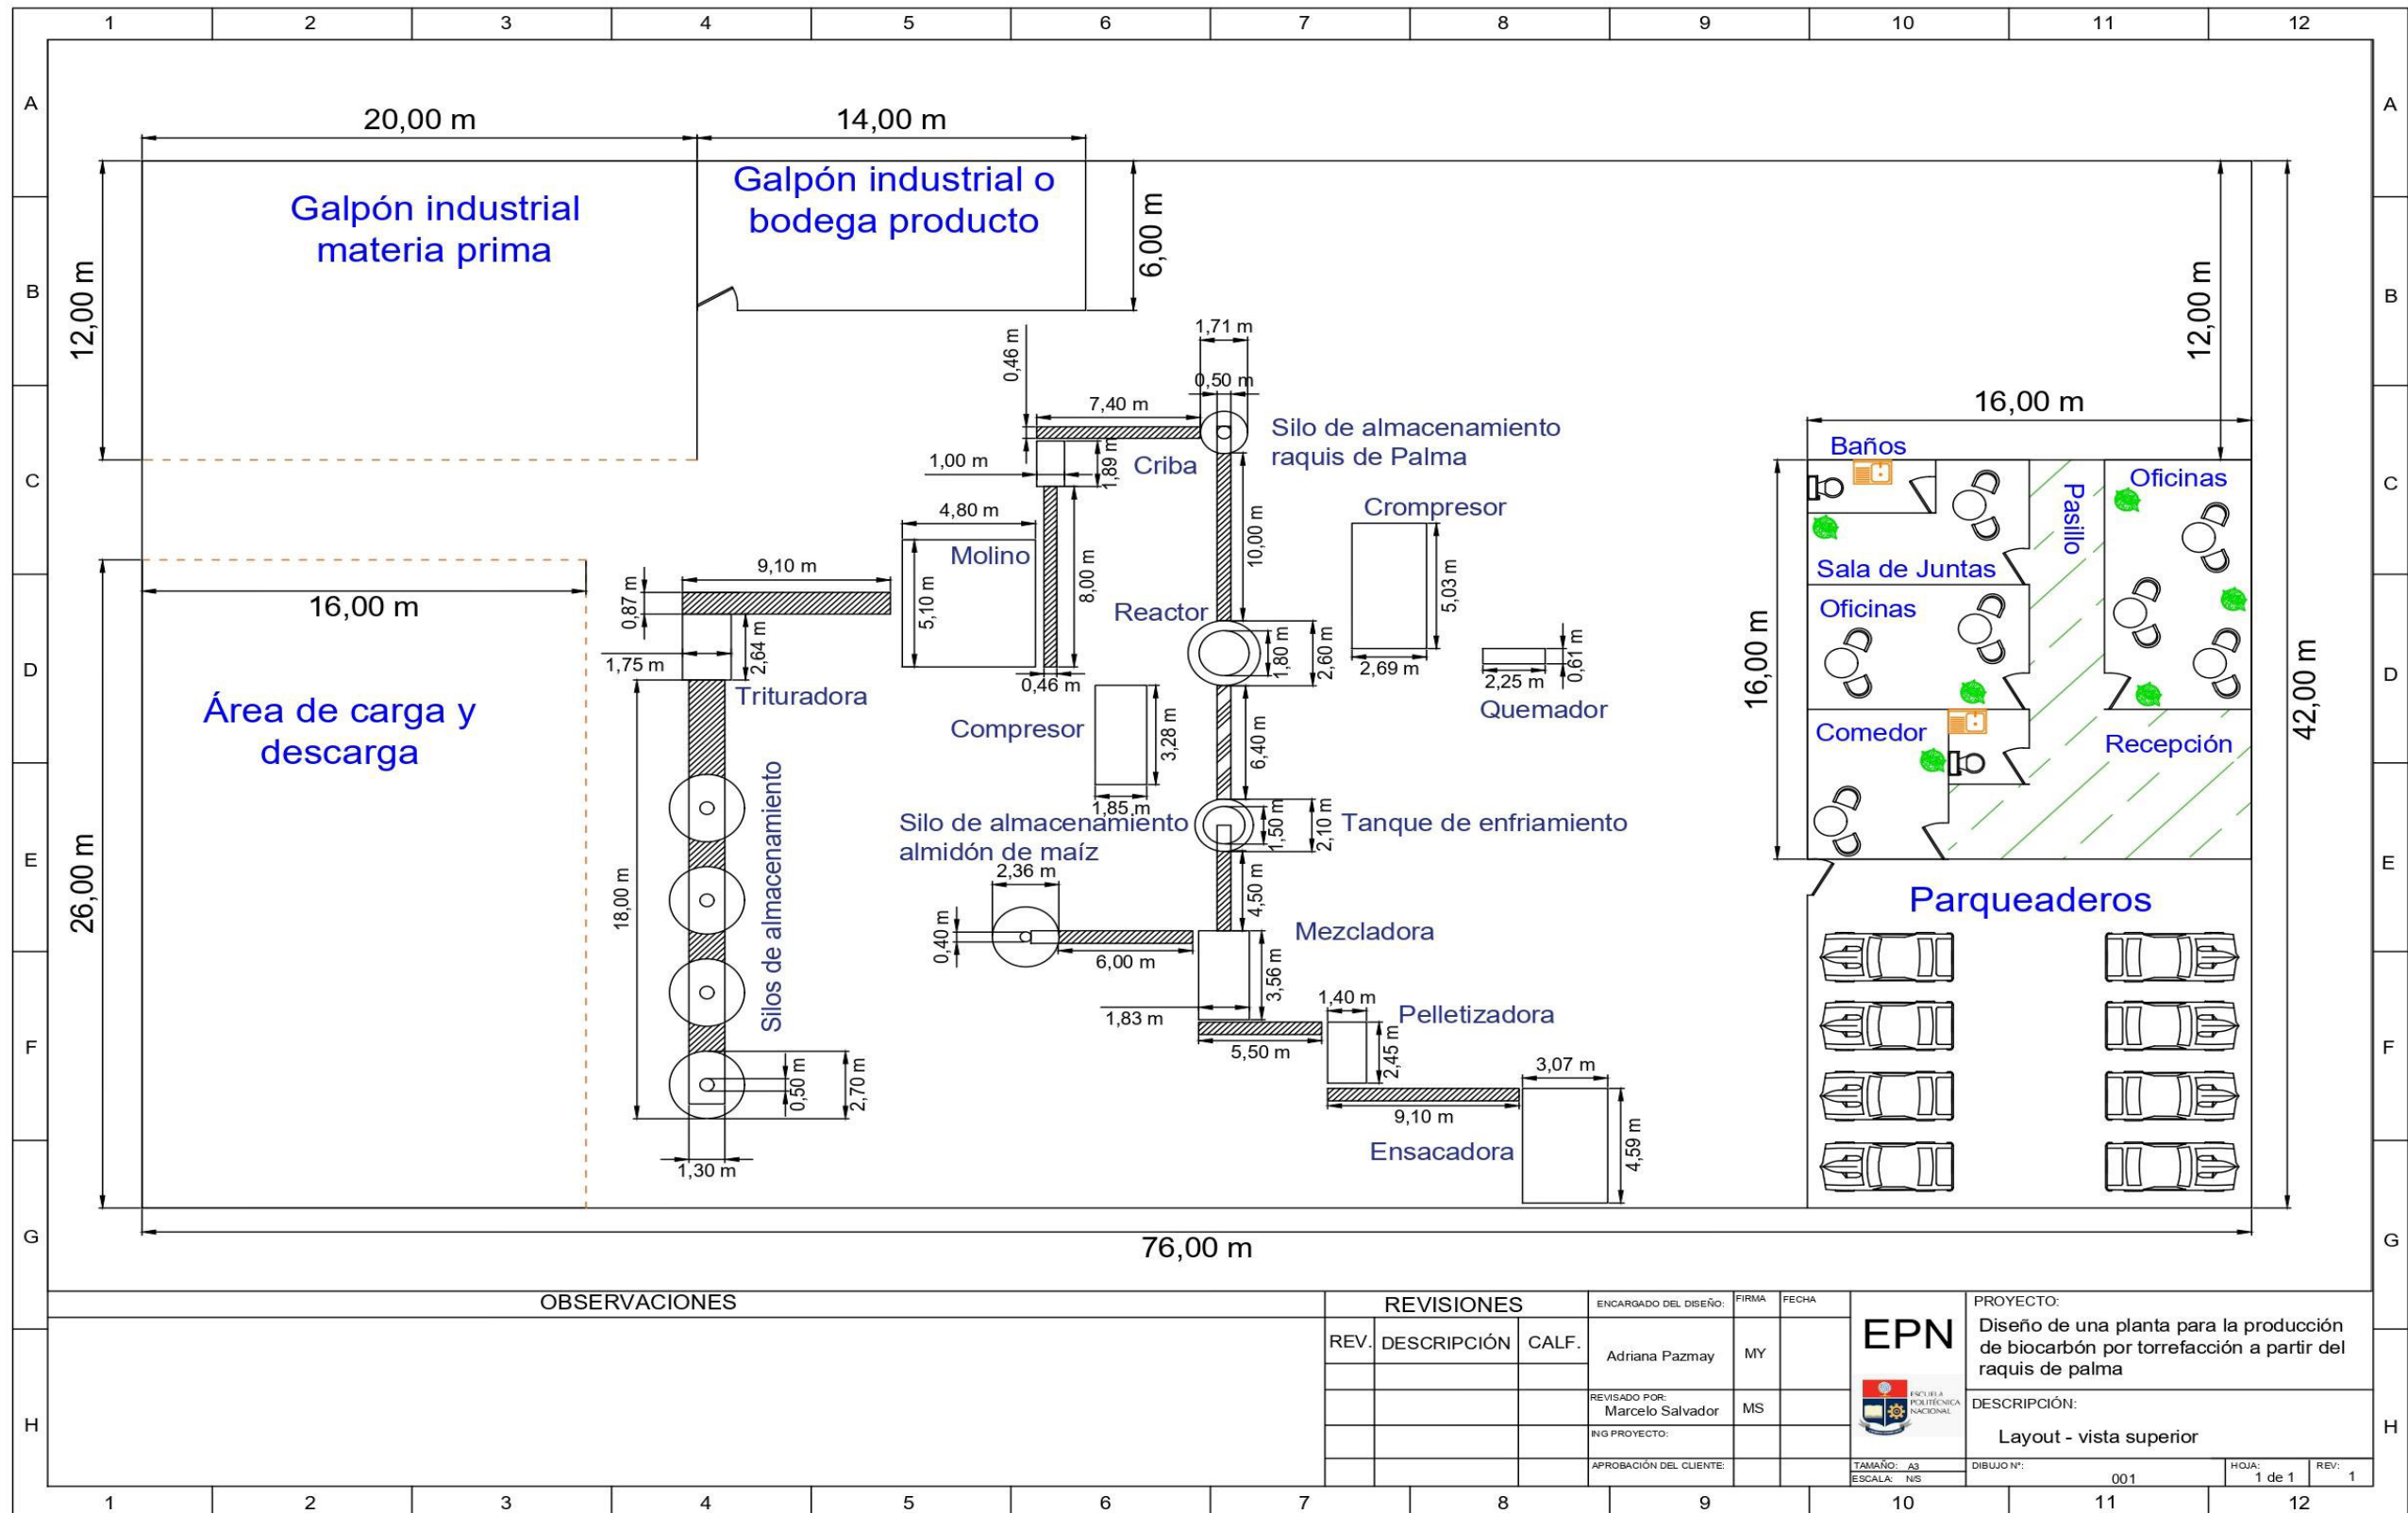 1 2 3 4 5 6 7 8 9 10 11 12
A
A
20,00 m
14,00 m
Galpón industrial
materia prima
Galpón industrial o
bodega producto
6,00 m
12,00 m
12,00 m
B
B
1,71 m
0,46 m
0,50 m
7,40 m
16,00 m
Silo de almacenamiento
raquis de Palma
1,00 m
1,89 m
Criba
Baños
Oficinas
Pasillo
C
C
4,80 m
Molino
8,00 m
10,00 m
Crompresor
5,03 m
Sala de Juntas
16,00 m
0,87 m
9,10 m
5,10 m
Reactor
Oficinas
1,75 m
2,64 m
Trituradora
0,46 m
1,80 m
2,60 m
2,69 m
2,25 m
0,61 m
Quemador
16,00 m
42,00 m
D
D
Área de carga y
descarga
Compresor
3,28 m
6,40 m
Comedor
Recepción
1,85 m
Silos de almacenamiento
Silo de almacenamiento
almidón de maíz
1,50 m
2,10 m
Tanque de enfriamiento
26,00 m
18,00 m
2,36 m
4,50 m
E
E
Parqueaderos
0,40 m
6,00 m
Mezcladora
3,56 m
1,83 m
1,40 m
Pelletizadora
5,50 m
2,45 m
F
F
0,50 m
2,70 m
3,07 m
9,10 m
Ensacadora
4,59 m
1,30 m
G
G
76,00 m
OBSERVACIONES
REVISIONES
REV. DESCRIPCIÓN CALF.
ENCARGADO DEL DISEÑO: FIRMA FECHA
Adriana Pazmay MY
REVISADO POR:
Marcelo Salvador MS
ING PROYECTO:
APROBACIÓN DEL CLIENTE:
EPN
ESCUELA
POLITÉCNICA
NACIONAL
TAMAÑO: A3
ESCALA: N/S
PROYECTO:
Diseño de una planta para la producción
de biocarbón por torrefacción a partir del
raquis de palma
DESCRIPCIÓN:
Layout - vista superior
DIBUJO N°:
001
HOJA:
1 de 1
REV:
1
H
H
1 2 3 4 5 6 7 8 9 10 11 12